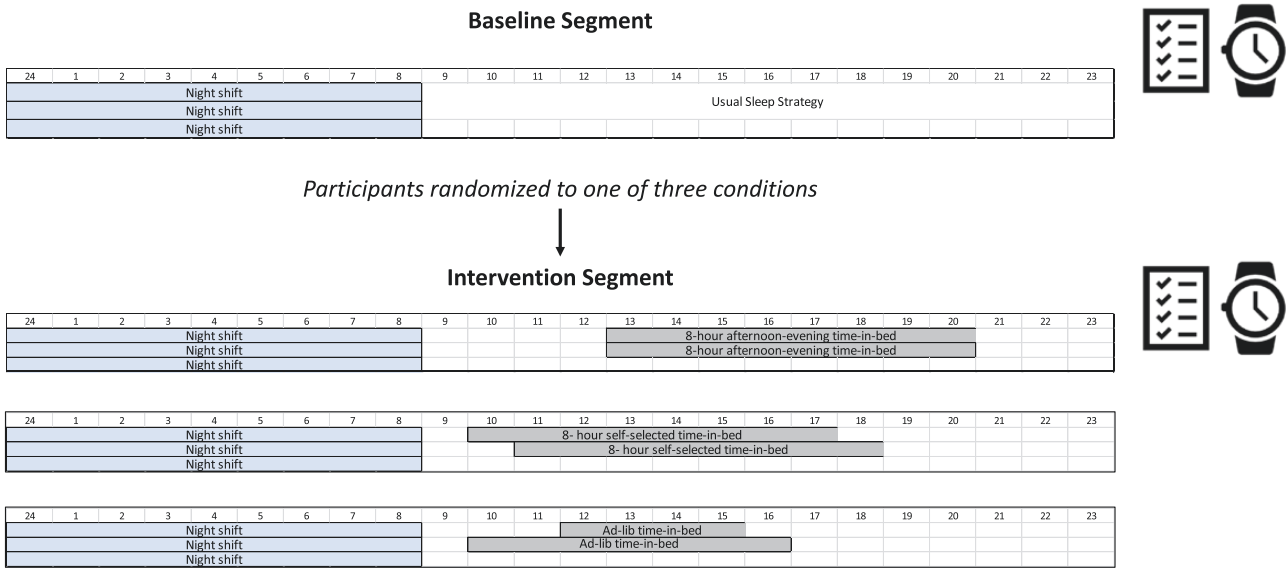 Baseline Segment
24 1 2 3 4 5 6 7 8 9 10 11 12 13 14 15 16 17 18 19 20 21 22 23
Night shift
Usual Sleep Strategy
Night shift
Night shift
Participants randomized to one of three conditions
Intervention Segment
24 1 2 3 4 5 6 7 8 9 10 11 12 13 14 15 16 17 18 19 20 21 22 23
Night shift 8-hour afternoon-evening time-in-bed
Night shift 8-hour afternoon-evening time-in-bed
Night shift
24 1 2 3 4 5 6 7 8 9 10 11 12 13 14 15 16 17 18 19 20 21 22 23
Night shift 8- hour self-selected time-in-bed
Night shift 8- hour self-selected time-in-bed
Night shift
24 1 2 3 4 5 6 7 8 9 10 11 12 13 14 15 16 17 18 19 20 21 22 23
Night shift Ad-lib time-in-bed
Night shift Ad-lib time-in-bed
Night shift